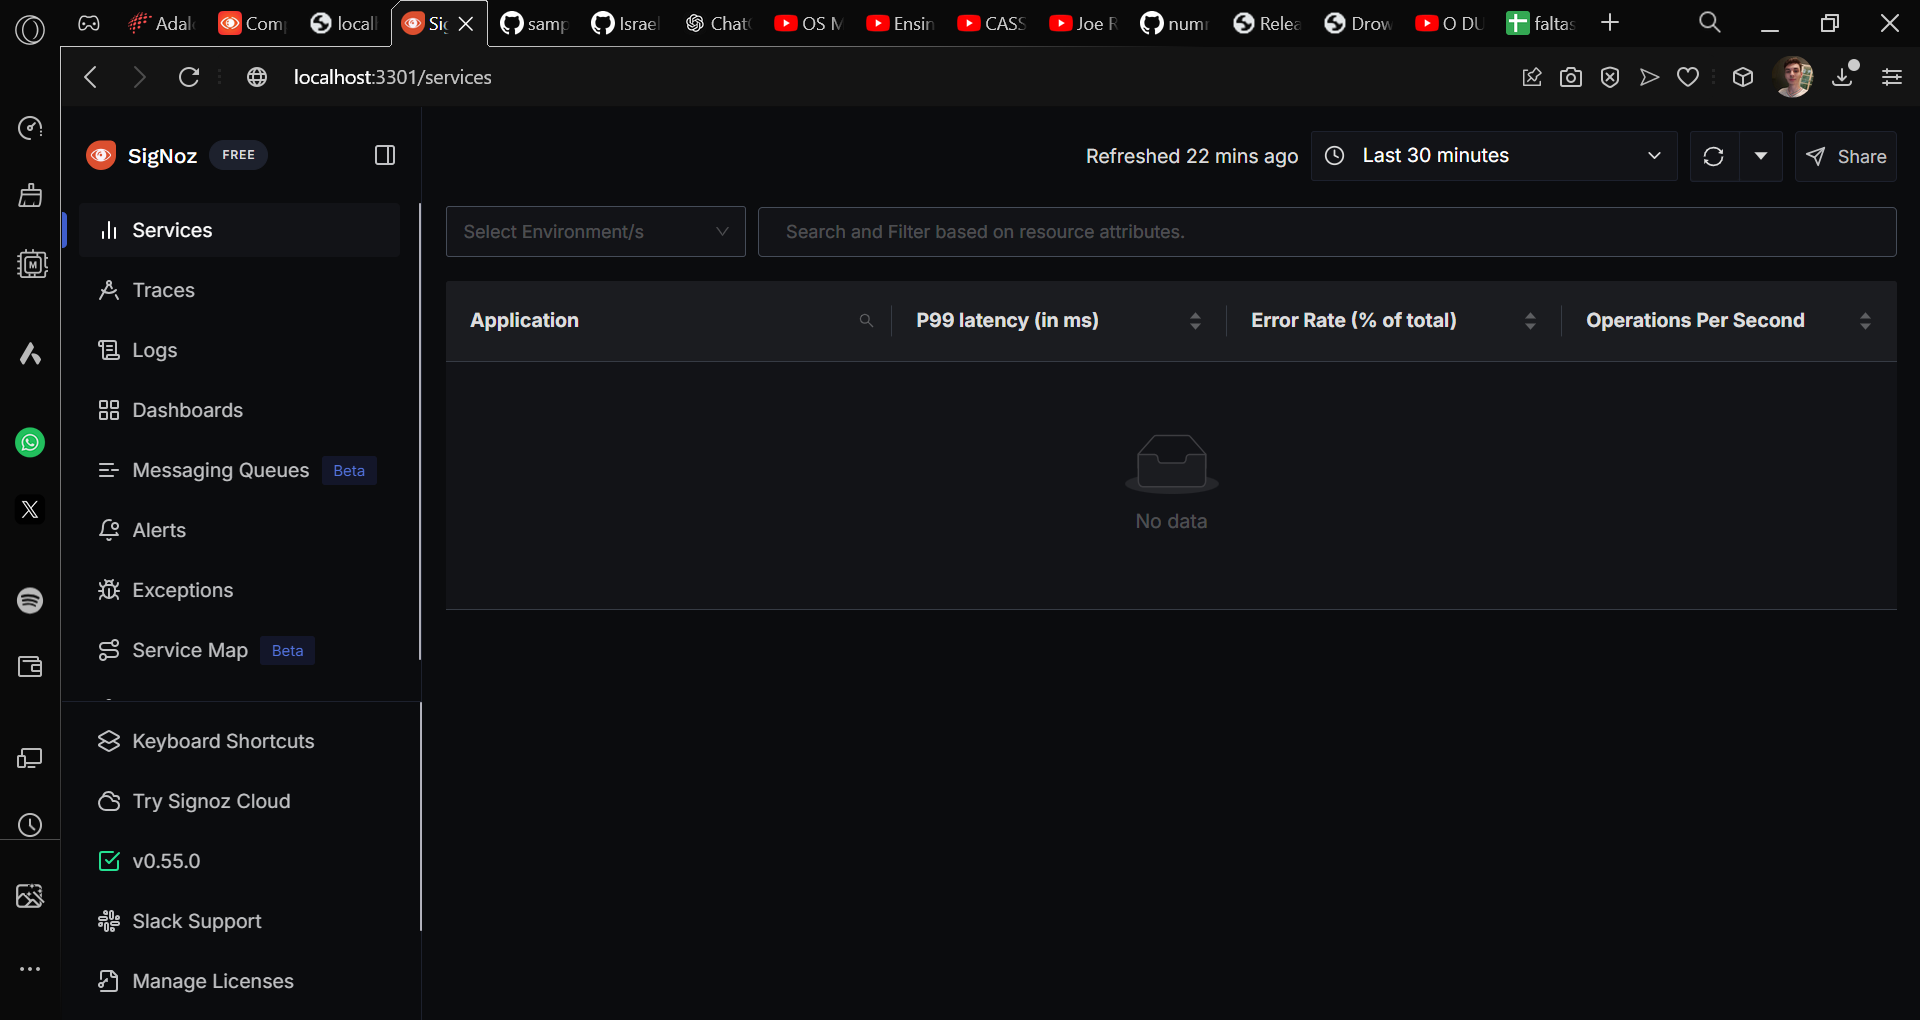 Adal
Com
locall
Sig
samp
Israel
Chat
OS M
Ensin
CASS
Joe R
num
Relea
Drow
O DU
faltas
localhost:3301/services
SigNoz FREE
Refreshed 22 mins ago
Last 30 minutes
Share
Services
Select Environment/s
Search and Filter based on resource attributes.
Traces
Application
P99 latency (in ms)
Error Rate (% of total)
Operations Per Second
Logs
Dashboards
Messaging Queues Beta
No data
Alerts
Exceptions
Service Map Beta
Keyboard Shortcuts
Try Signoz Cloud
v0.55.0
Slack Support
Manage Licenses